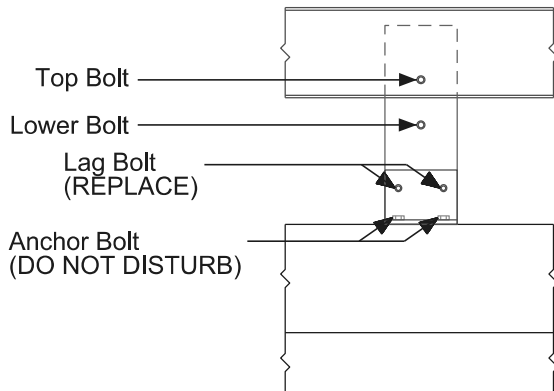 Top Bolt
Lower Bolt
Lag Bolt
(REPLACE)
Anchor Bolt
(DO NOT DISTURB)